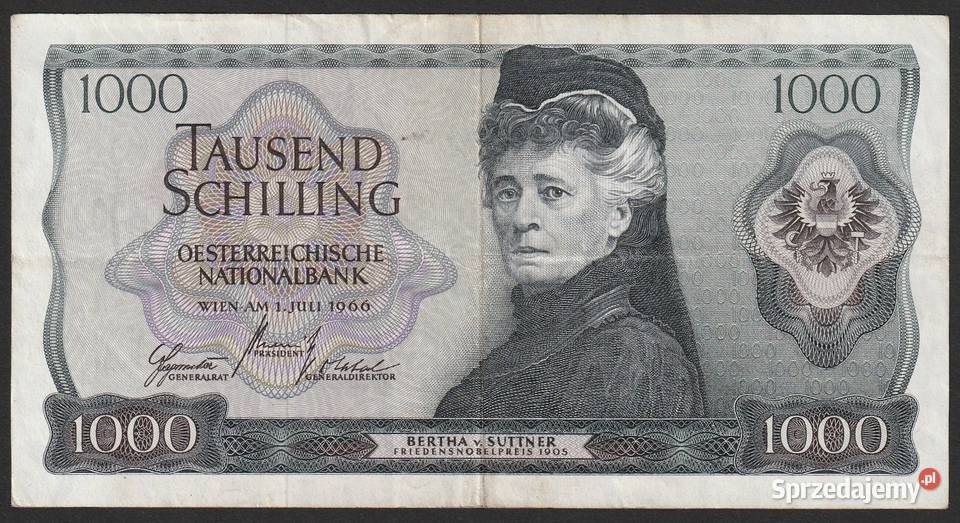 1000
1000
TAUSEND
SCHILLING
OESTERREICHISCHE
NATIONALBANK
WIEN·AM 1. JULI 1966
PRÄSIDENT
GENERALRAT
GENERALDIREKTOR
1000
BERTHA v. SUTTNER
FRIEDENSNOBELPREIS 1905
1000
Sprzedajemy.pl